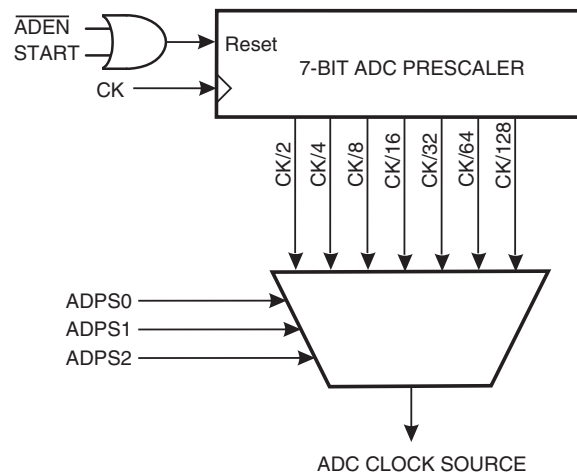 ADEN
START
Reset
7-BIT ADC PRESCALER
CK
CK/2
CK/4
CK/8
CK/16
CK/32
CK/64
CK/128
ADPS0
ADPS1
ADPS2
ADC CLOCK SOURCE